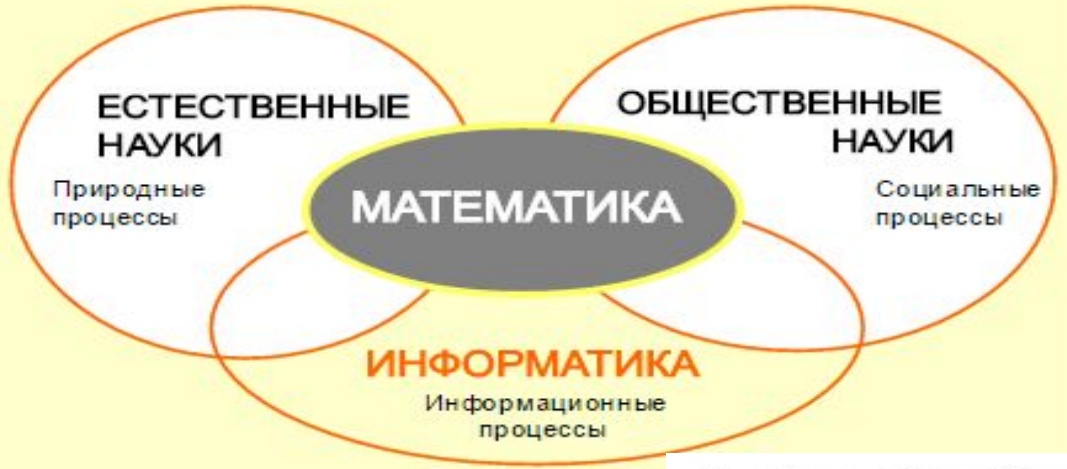 ЕСТЕСТВЕННЫЕ
НАУКИ
Природные
процессы
МАТЕМАТИКА
ОБЩЕСТВЕННЫЕ
НАУКИ
Социальные
процессы
ИНФОРМАТИКА
Информационные
процессы